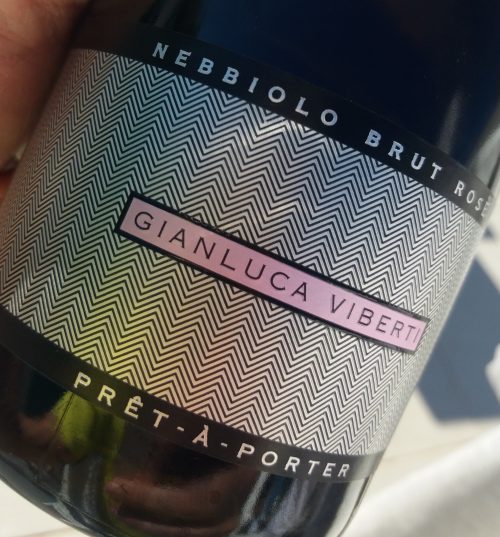 NEBBIOLO BRUT ROSÉ
GIANLUCA VIBERTI
PRÊT-À-PORTER